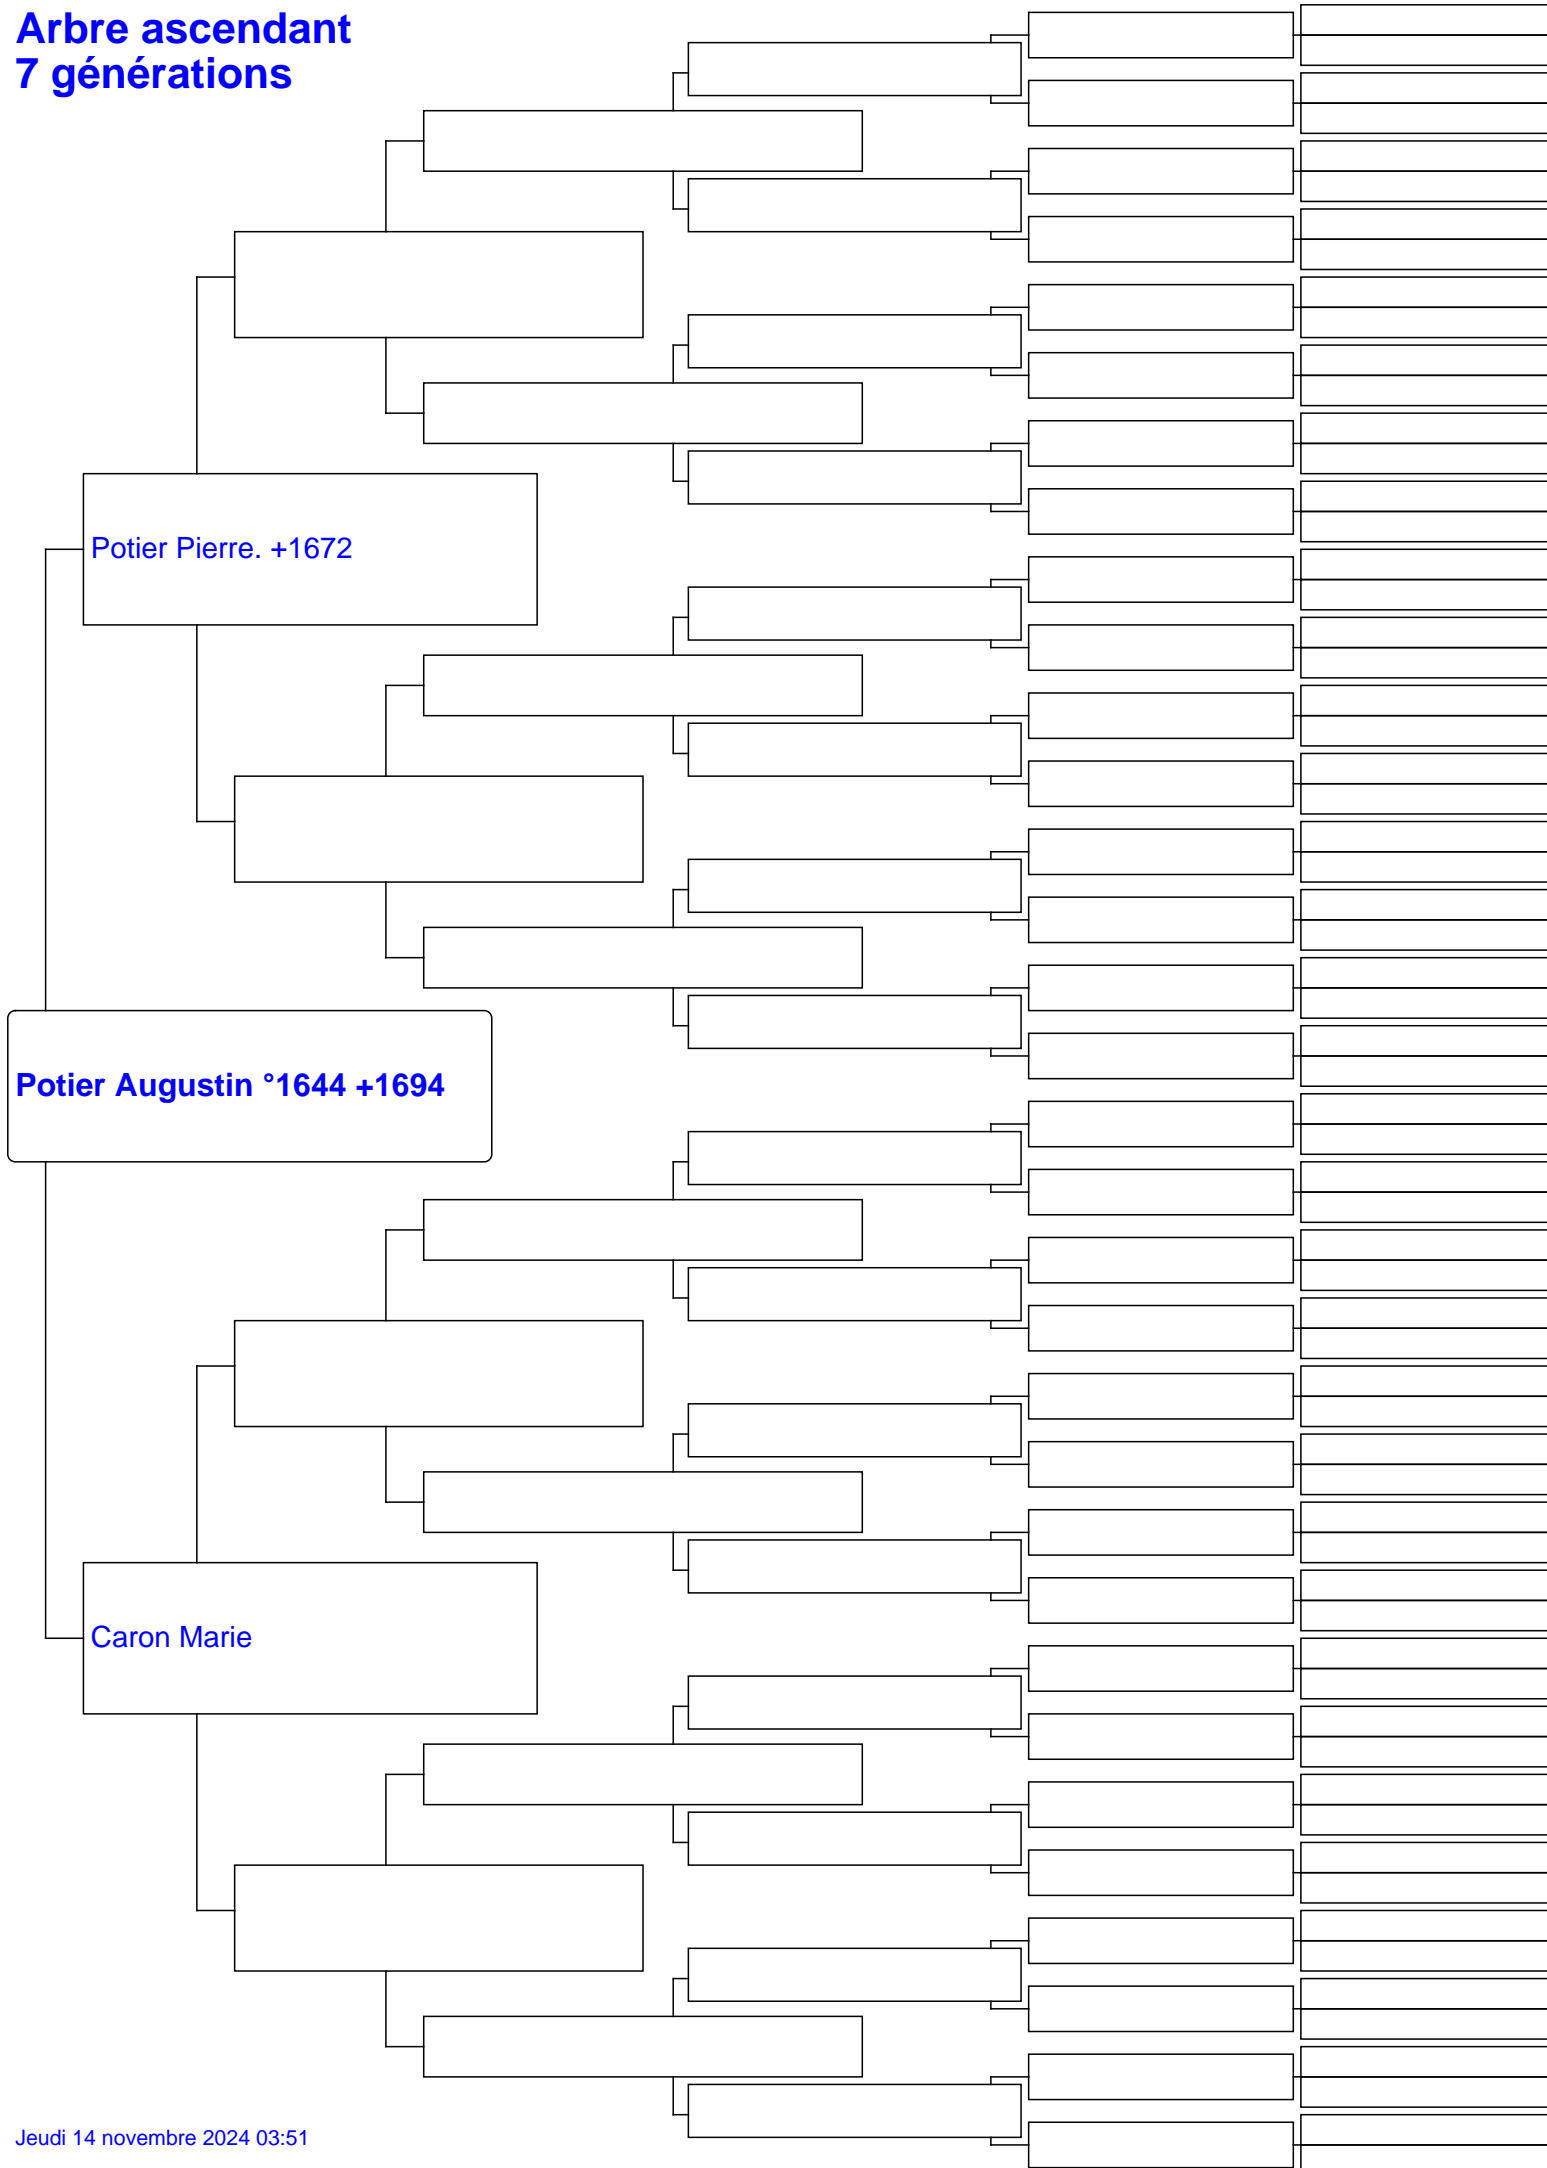 Arbre ascendant
7 générations
Potier Pierre. +1672
Potier Augustin °1644 +1694
Caron Marie
Jeudi 14 novembre 2024 03:51